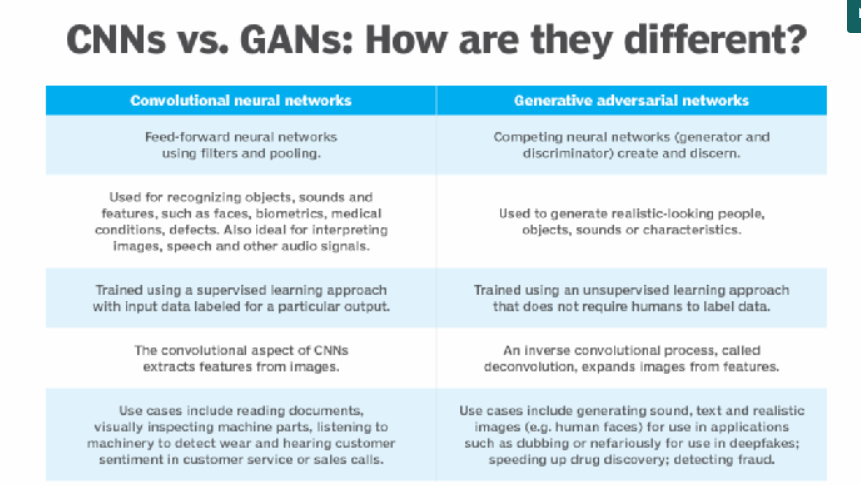 CNNs vs. GANs: How are they different?
Convolutional neural networks
Generative adversarial networks
Feed-forward neural networks
using filters and pooling.
Competing neural networks (generator and
discriminator) create and discern.
Used for recognizing objects, sounds and
features, such as faces, biometrics, medical
conditions, defects. Also ideal for interpreting
images, speech and other audio signals.
Used to generate realistic-looking people,
objects, sounds or characteristics.
Trained using a supervised learning approach
with input data labeled for a particular output.
Trained using an unsupervised learning approach
that does not require humans to label data.
The convolutional aspect of CNNs
extracts features from images.
An inverse convolutional process, called
deconvolution, expands images from features.
Use cases include reading documents,
visually inspecting machine parts, listening to
machinery to detect wear and hearing customer
sentiment in customer service or sales calls.
Use cases include generating sound, text and realistic
images (e.g. human faces) for use in applications
such as dubbing or nefariously for use in deepfakes;
speeding up drug discovery; detecting fraud.